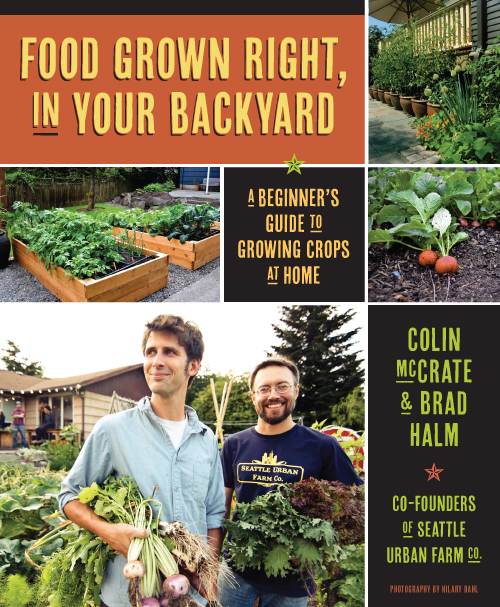 FOOD GROWN RIGHT,
IN YOUR BACKYARD
A BEGINNER'S
GUIDE TO
GROWING CROPS
AT HOME
SEATTLE URBAN
FARM CO.
COLIN
MCCRATE
& BRAD
HALM
CO-FOUNDERS
OF SEATTLE
URBAN FARM CO.
PHOTOGRAPHY BY HILARY DAHL